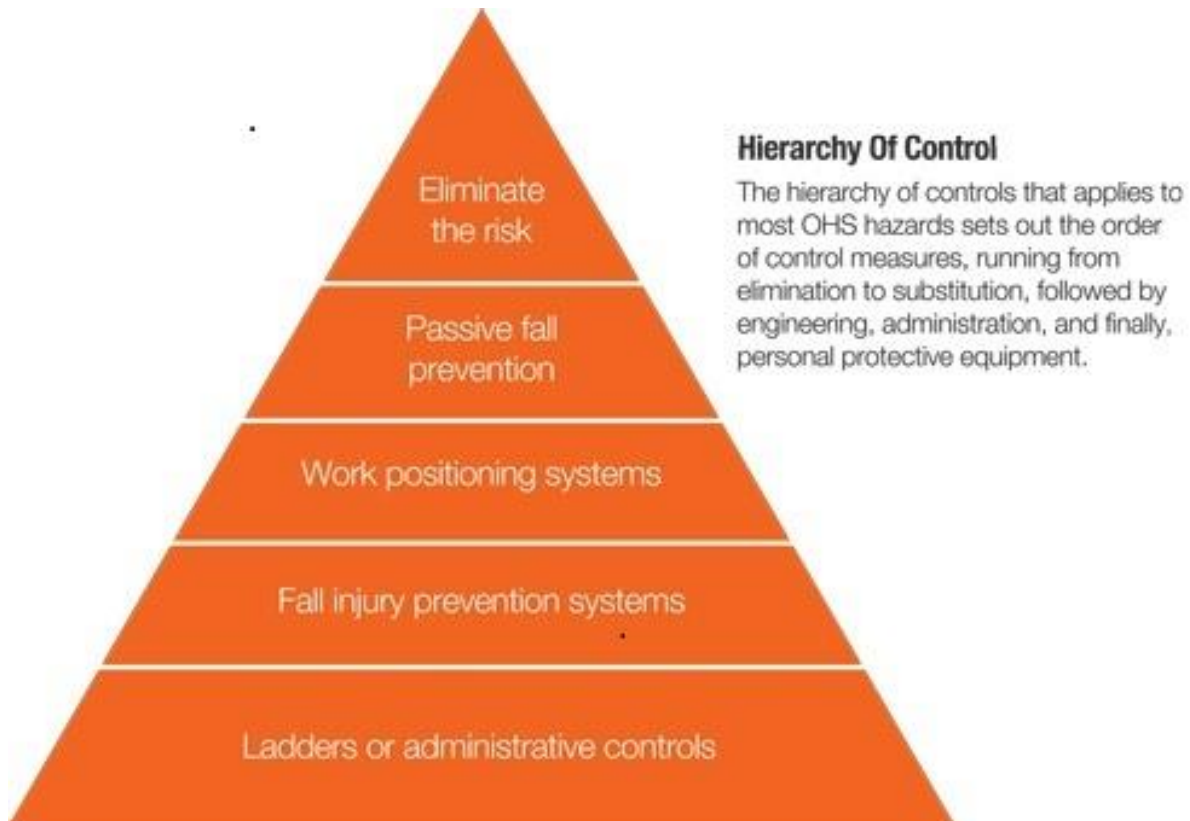 Eliminate
the risk
Passive fall
prevention
Work positioning systems
Fall injury prevention systems
Ladders or administrative controls
Hierarchy Of Control
The hierarchy of controls that applies to
most OHS hazards sets out the order
of control measures, running from
elimination to substitution, followed by
engineering, administration, and finally,
personal protective equipment.